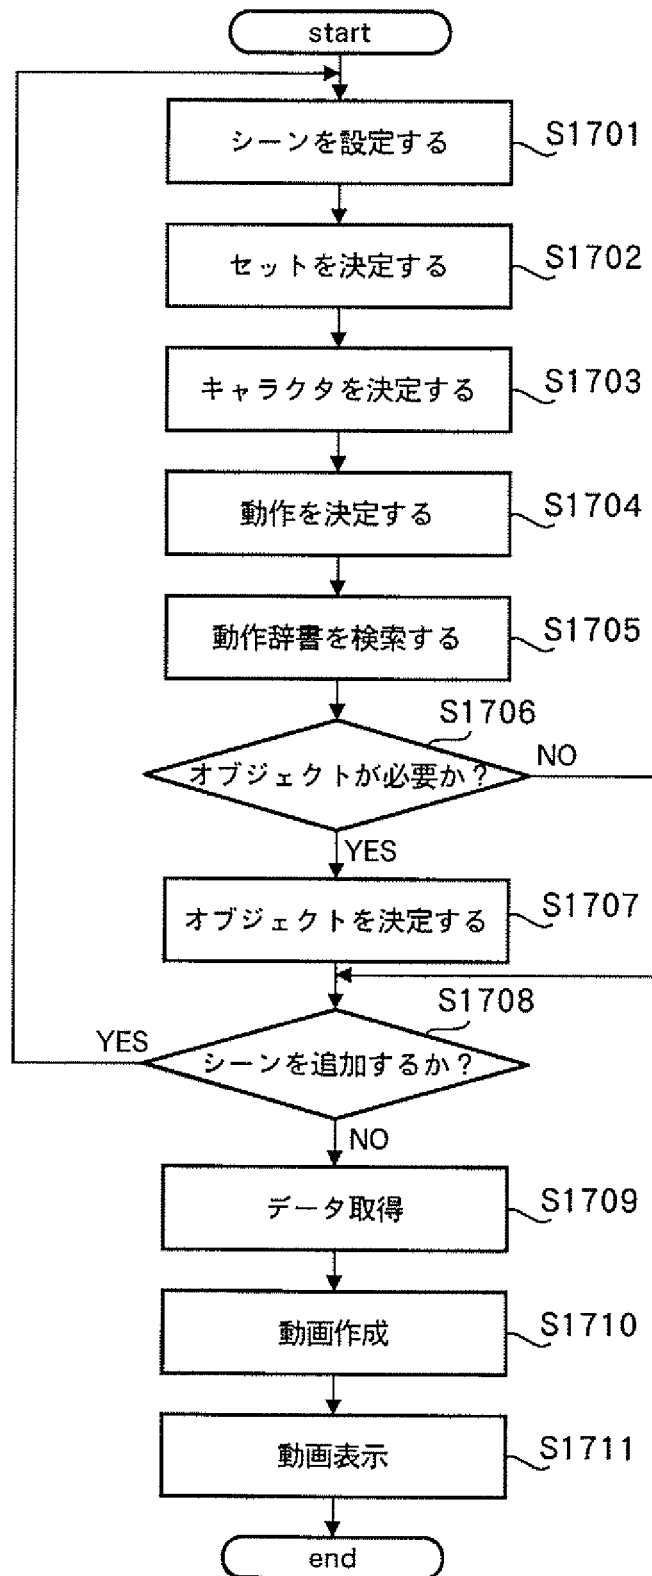 start
シーンを設定する
S1701
セットを決定する
S1702
キャラクタを決定する
S1703
動作を決定する
S1704
動作辞書を検索する
S1705
S1706
オブジェクトが必要か？
NO
YES
オブジェクトを決定する
S1707
S1708
YES
シーンを追加するか？
NO
データ取得
S1709
動画作成
S1710
動画表示
S1711
end